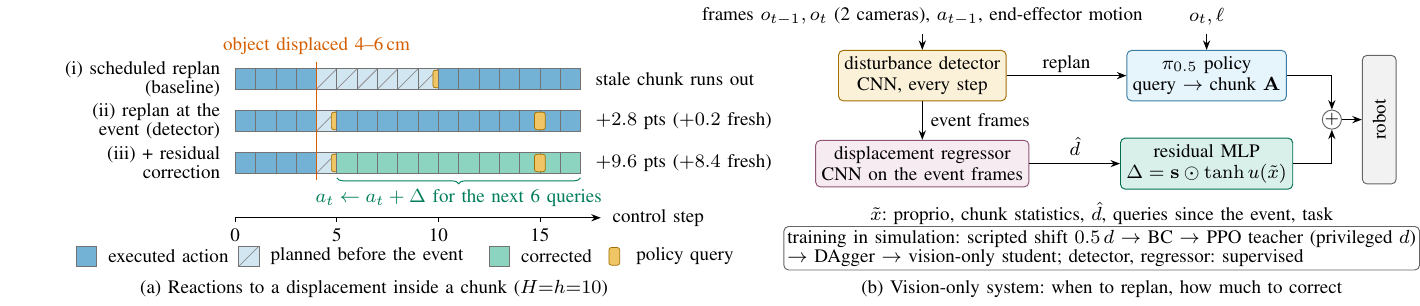 object displaced 4–6 cm
(i) scheduled replan
(baseline)
stale chunk runs out
(ii) replan at the
event (detector)
+2.8 pts (+0.2 fresh)
(iii) + residual
correction
+9.6 pts (+8.4 fresh)
a_t ← a_t + Δ for the next 6 queries
control step
0 5 10 15
executed action planned before the event corrected policy query
(a) Reactions to a displacement inside a chunk (H=h=10)
frames o_{t−1}, o_t (2 cameras), a_{t−1}, end-effector motion
o_t, ℓ
disturbance detector
CNN, every step
replan
π_{0.5} policy
query → chunk A
event frames
+
robot
displacement regressor
CNN on the event frames
d̂
residual MLP
Δ = s ⊙ tanh u(x̃)
x̃: proprio, chunk statistics, d̂, queries since the event, task
training in simulation: scripted shift 0.5 d → BC → PPO teacher (privileged d)
→ DAgger → vision-only student; detector, regressor: supervised
(b) Vision-only system: when to replan, how much to correct